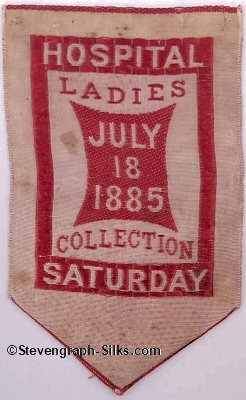 HOSPITAL
LADIES
JULY
18
1885
COLLECTION
SATURDAY
©Stevengraph-Silks.com